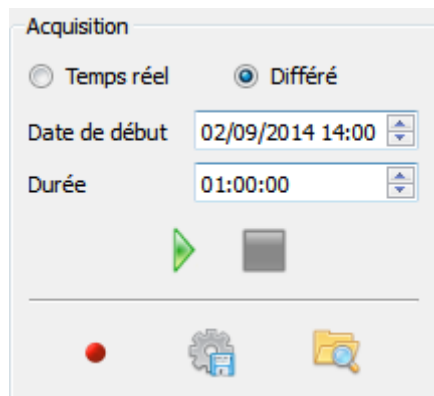 Acquisition
Temps réel Différé
Date de début 02/09/2014 14:00
Durée 01:00:00